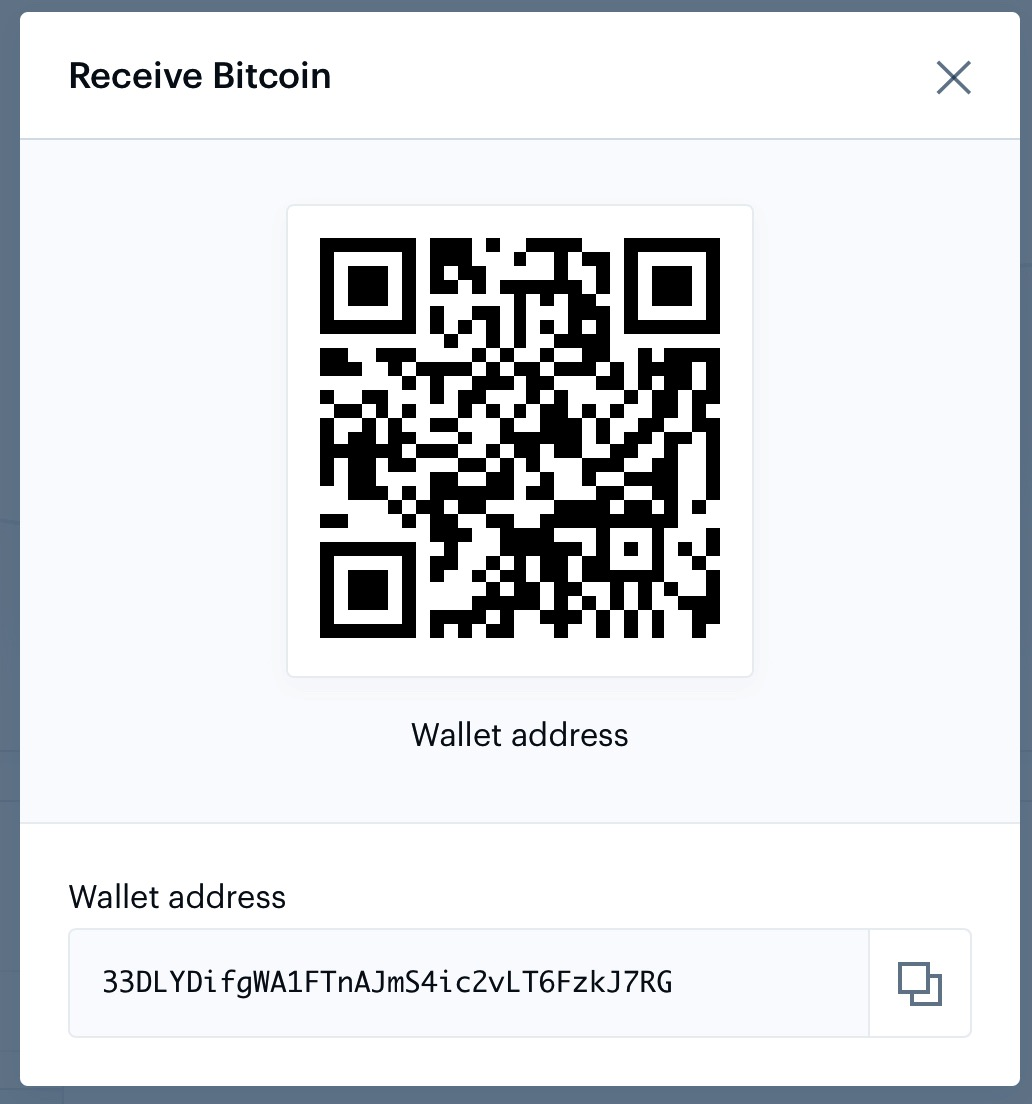 Receive Bitcoin
Wallet address
Wallet address
33DLYDifgWA1FTnAJmS4ic2vLT6FzkJ7RG